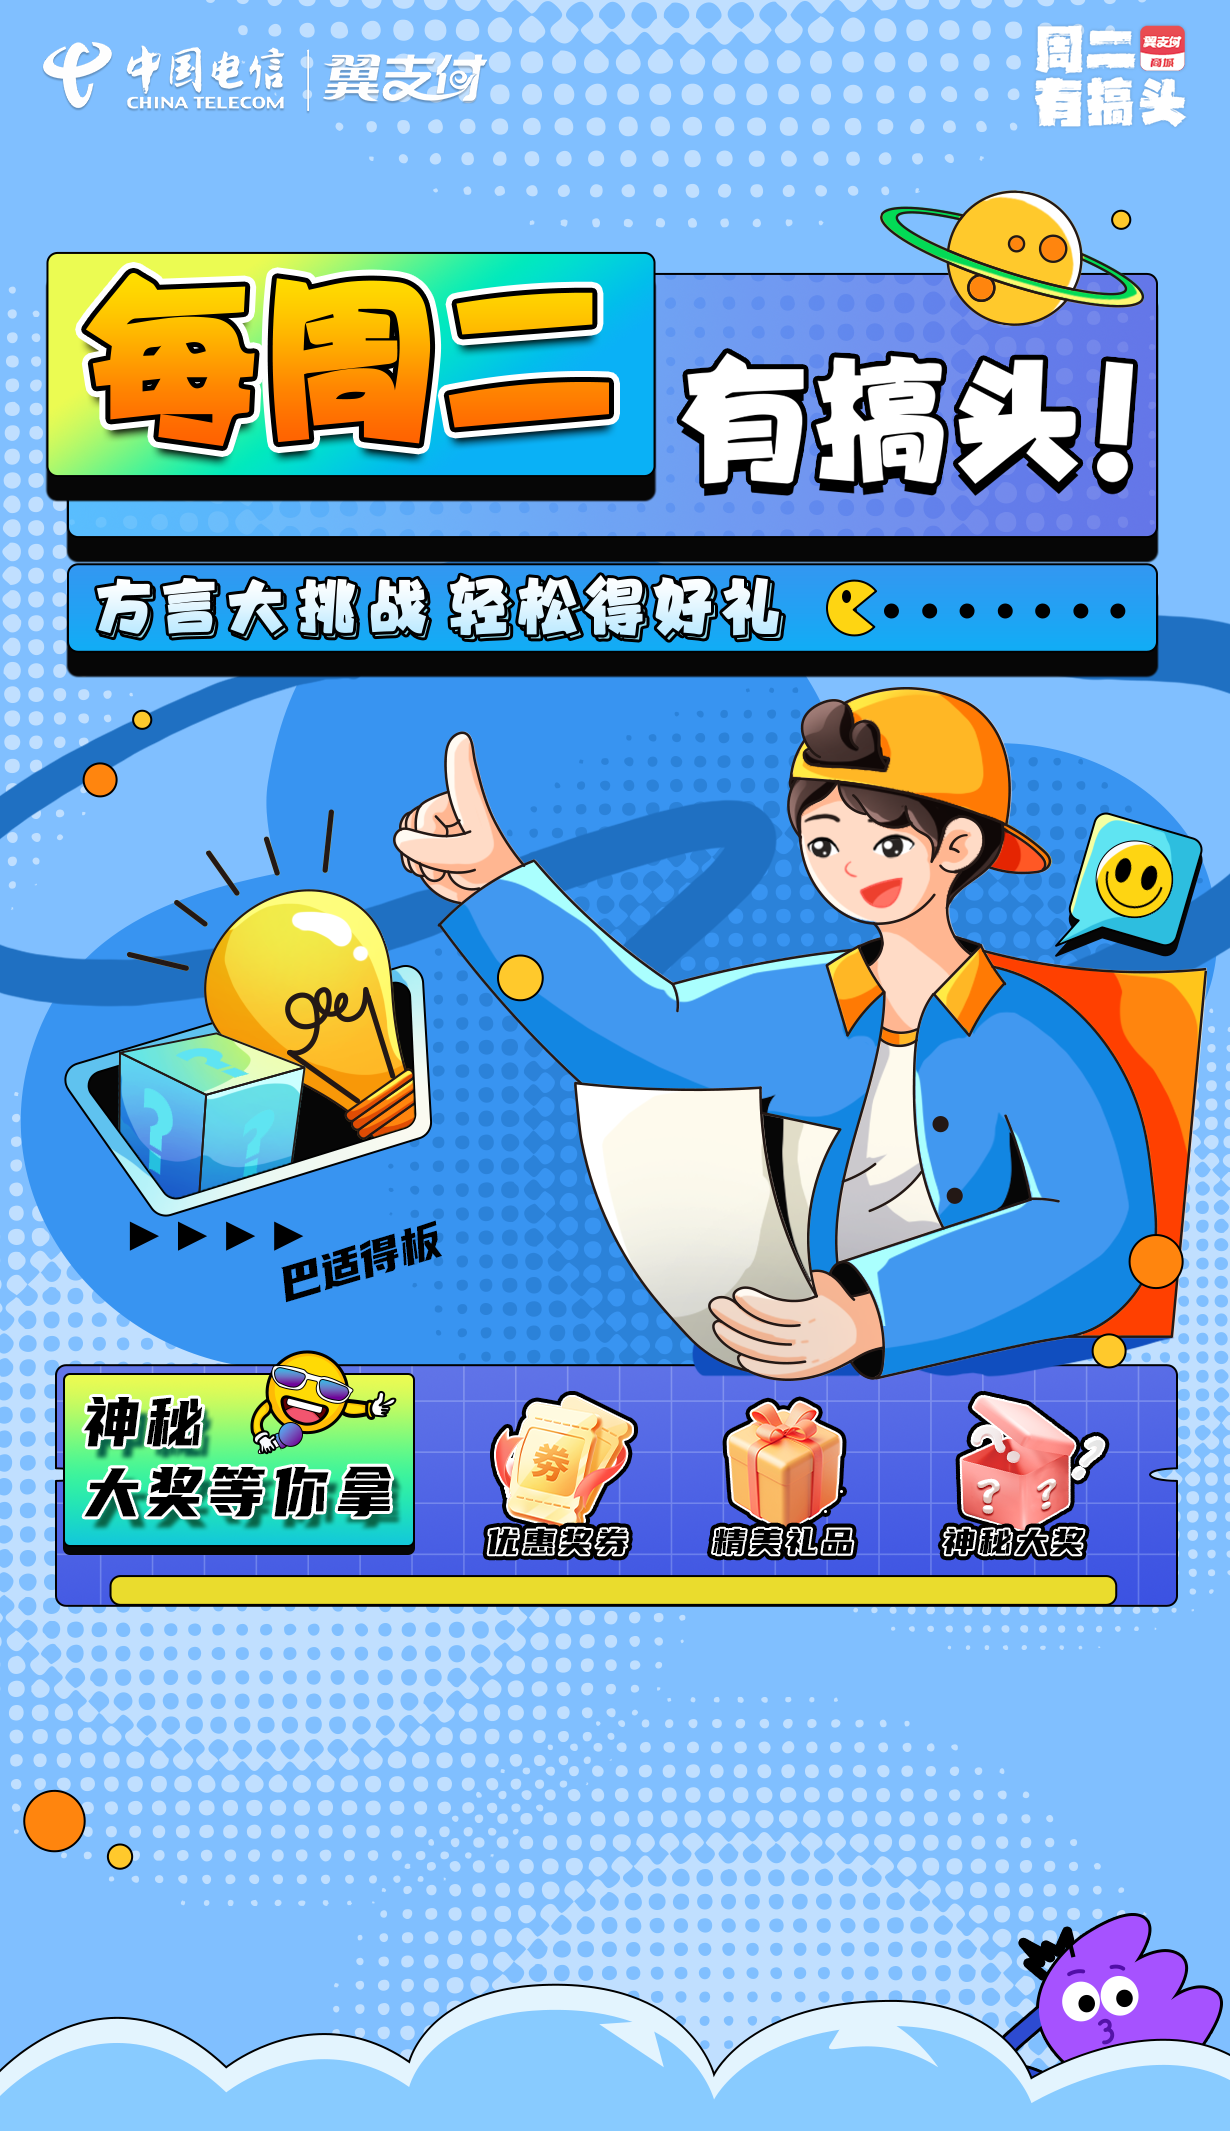 中国电信
CHINA TELECOM
翼支付
周二
翼支付
商城
有搞头
每周二
有搞头!
方言大挑战 轻松得好礼
? ? ?
巴适得板
神秘
大奖等你拿
券
? ? ?
优惠奖券 精美礼品 神秘大奖